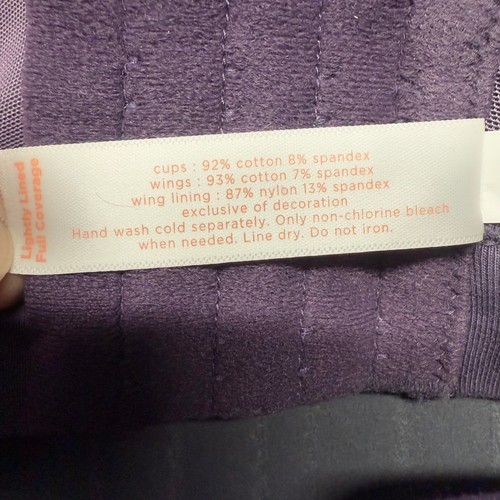 Lightly Lined
Full Coverage
cups : 92% cotton 8% spandex
wings : 93% cotton 7% spandex
wing lining : 87% nylon 13% spandex
exclusive of decoration
Hand wash cold separately. Only non-chlorine bleach
when needed. Line dry. Do not iron.